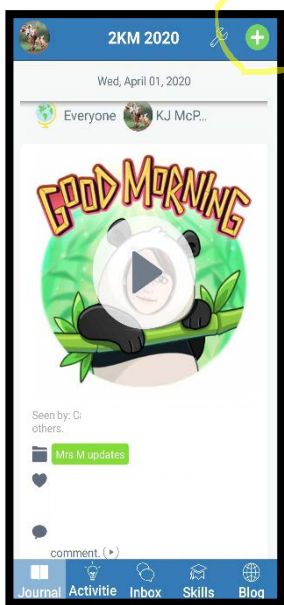 2KM 2020
Wed, April 01, 2020
Everyone KJ McP...
GOOD MORNING
Seen by: C
others.
Mrs M updates
comment.
Journal Activitie Inbox Skills Blog